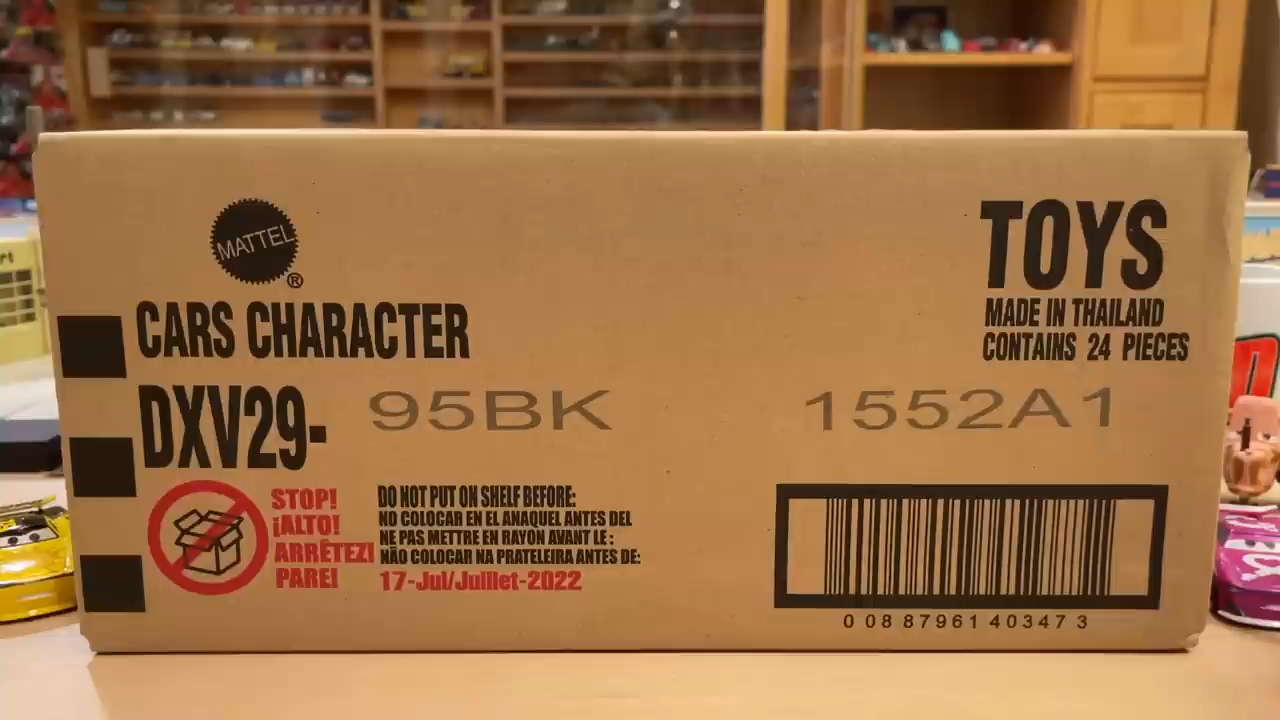 MATTEL
®
TOYS
MADE IN THAILAND
CONTAINS 24 PIECES
CARS CHARACTER
DXV29- 95BK 1552A1
STOP!
¡ALTO!
ARRÊTEZ!
PARE!
DO NOT PUT ON SHELF BEFORE:
NO COLOCAR EN EL ANAQUEL ANTES DEL
NE PAS METTRE EN RAYON AVANT LE :
NÃO COLOCAR NA PRATELEIRA ANTES DE:
17-Jul/Juillet-2022
0 08 87961 40347 3